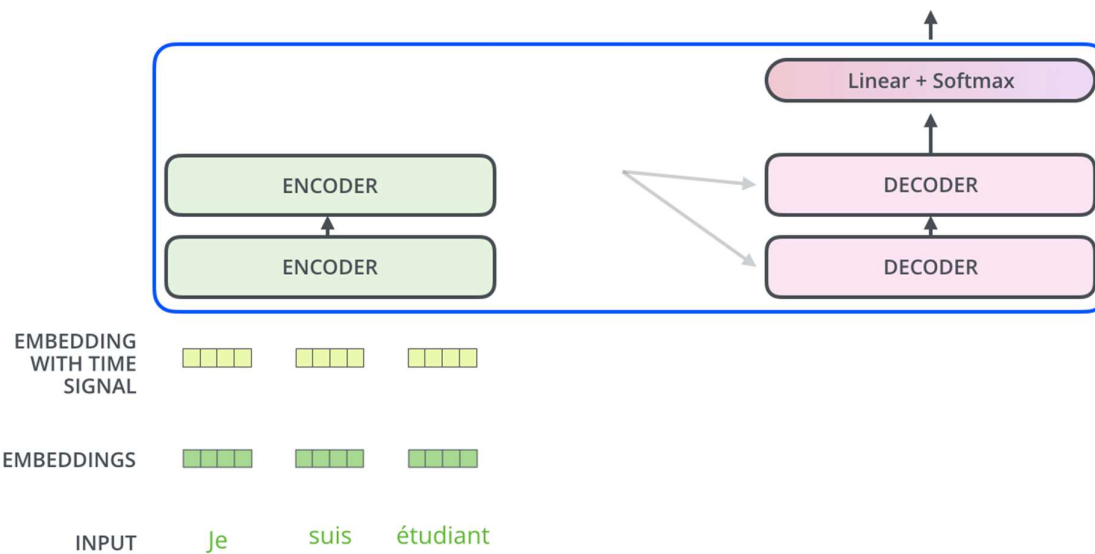 Linear + Softmax
ENCODER
DECODER
ENCODER
DECODER
EMBEDDING
WITH TIME
SIGNAL
EMBEDDINGS
INPUT Je suis étudiant